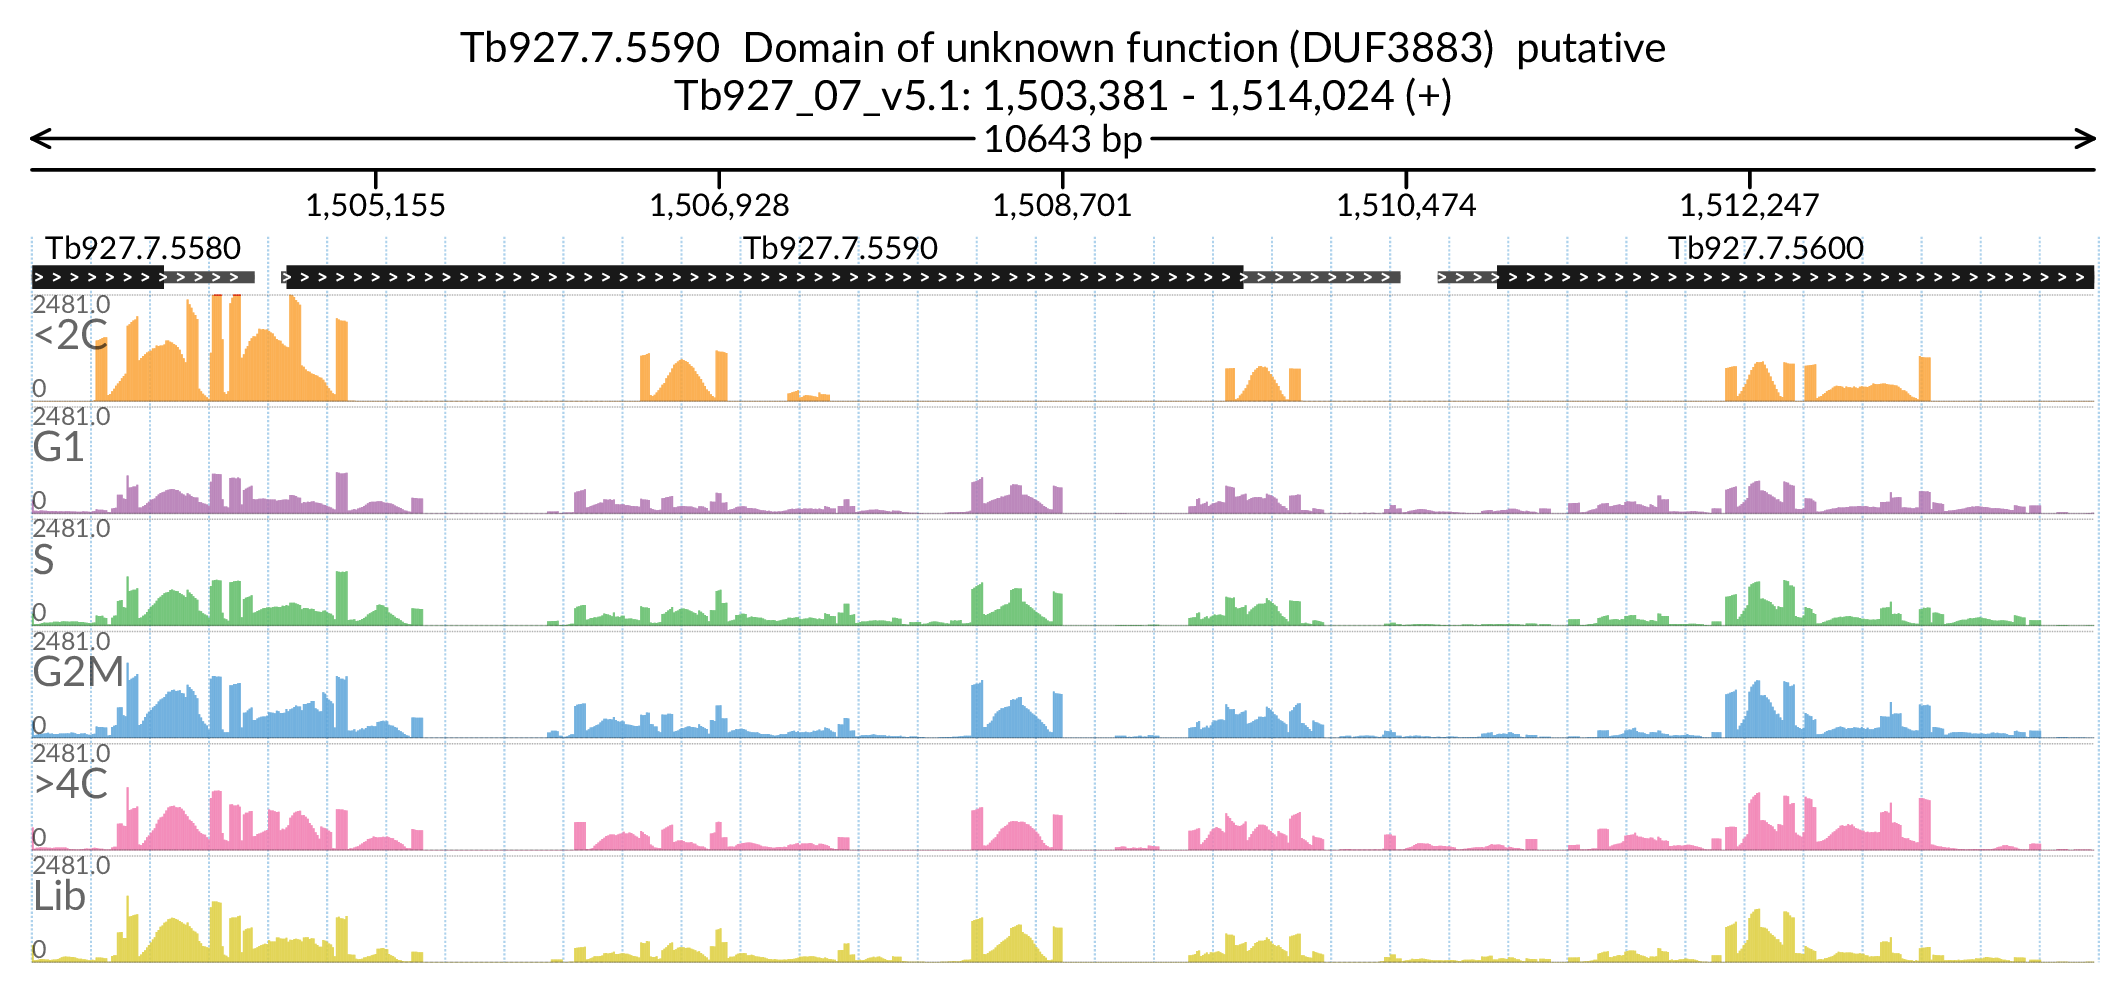 Tb927.7.5590  Domain of unknown function (DUF3883)  putative
Tb927_07_v5.1: 1,503,381 - 1,514,024 (+)
10643 bp
1,505,155 1,506,928 1,508,701 1,510,474 1,512,247
Tb927.7.5580 Tb927.7.5590 Tb927.7.5600
2481.0
<2C
0
2481.0
G1
0
2481.0
S
0
2481.0
G2M
0
2481.0
>4C
0
2481.0
Lib
0